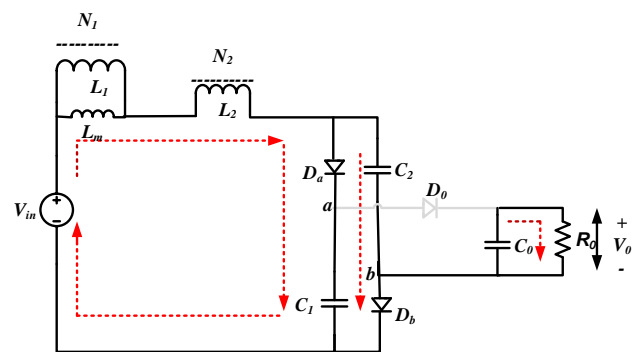 N1
N2
L1
L2
Lm
Da
C2
D0
a
Vin
+
-
C0
R0
+
V0
-
b
C1
Db